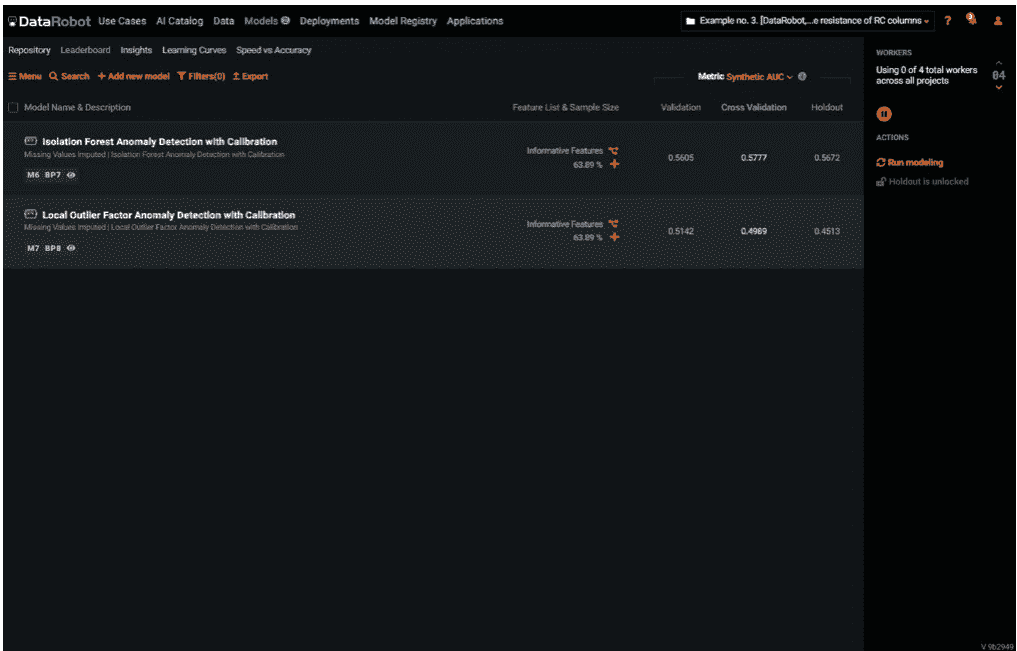 DataRobot Use Cases AI Catalog Data Models Deployments Model Registry Applications Example no. 3. [DataRobot,...e resistance of RC columns ?
Repository Leaderboard Insights Learning Curves Speed vs Accuracy
Menu Search + Add new model Filters(0) Export Metric Synthetic AUC
Model Name & Description Feature List & Sample Size Validation Cross Validation Holdout
Isolation Forest Anomaly Detection with Calibration
Missing Values Imputed | Isolation Forest Anomaly Detection with Calibration
M6 BP7
Informative Features
63.89 % 0.5605 0.5777 0.5672
Local Outlier Factor Anomaly Detection with Calibration
Missing Values Imputed | Local Outlier Factor Anomaly Detection with Calibration
M7 BP8
Informative Features
63.89 % 0.5142 0.4989 0.4513
WORKERS
Using 0 of 4 total workers
across all projects
04
ACTIONS
Run modeling
Holdout is unlocked
V 9b2949